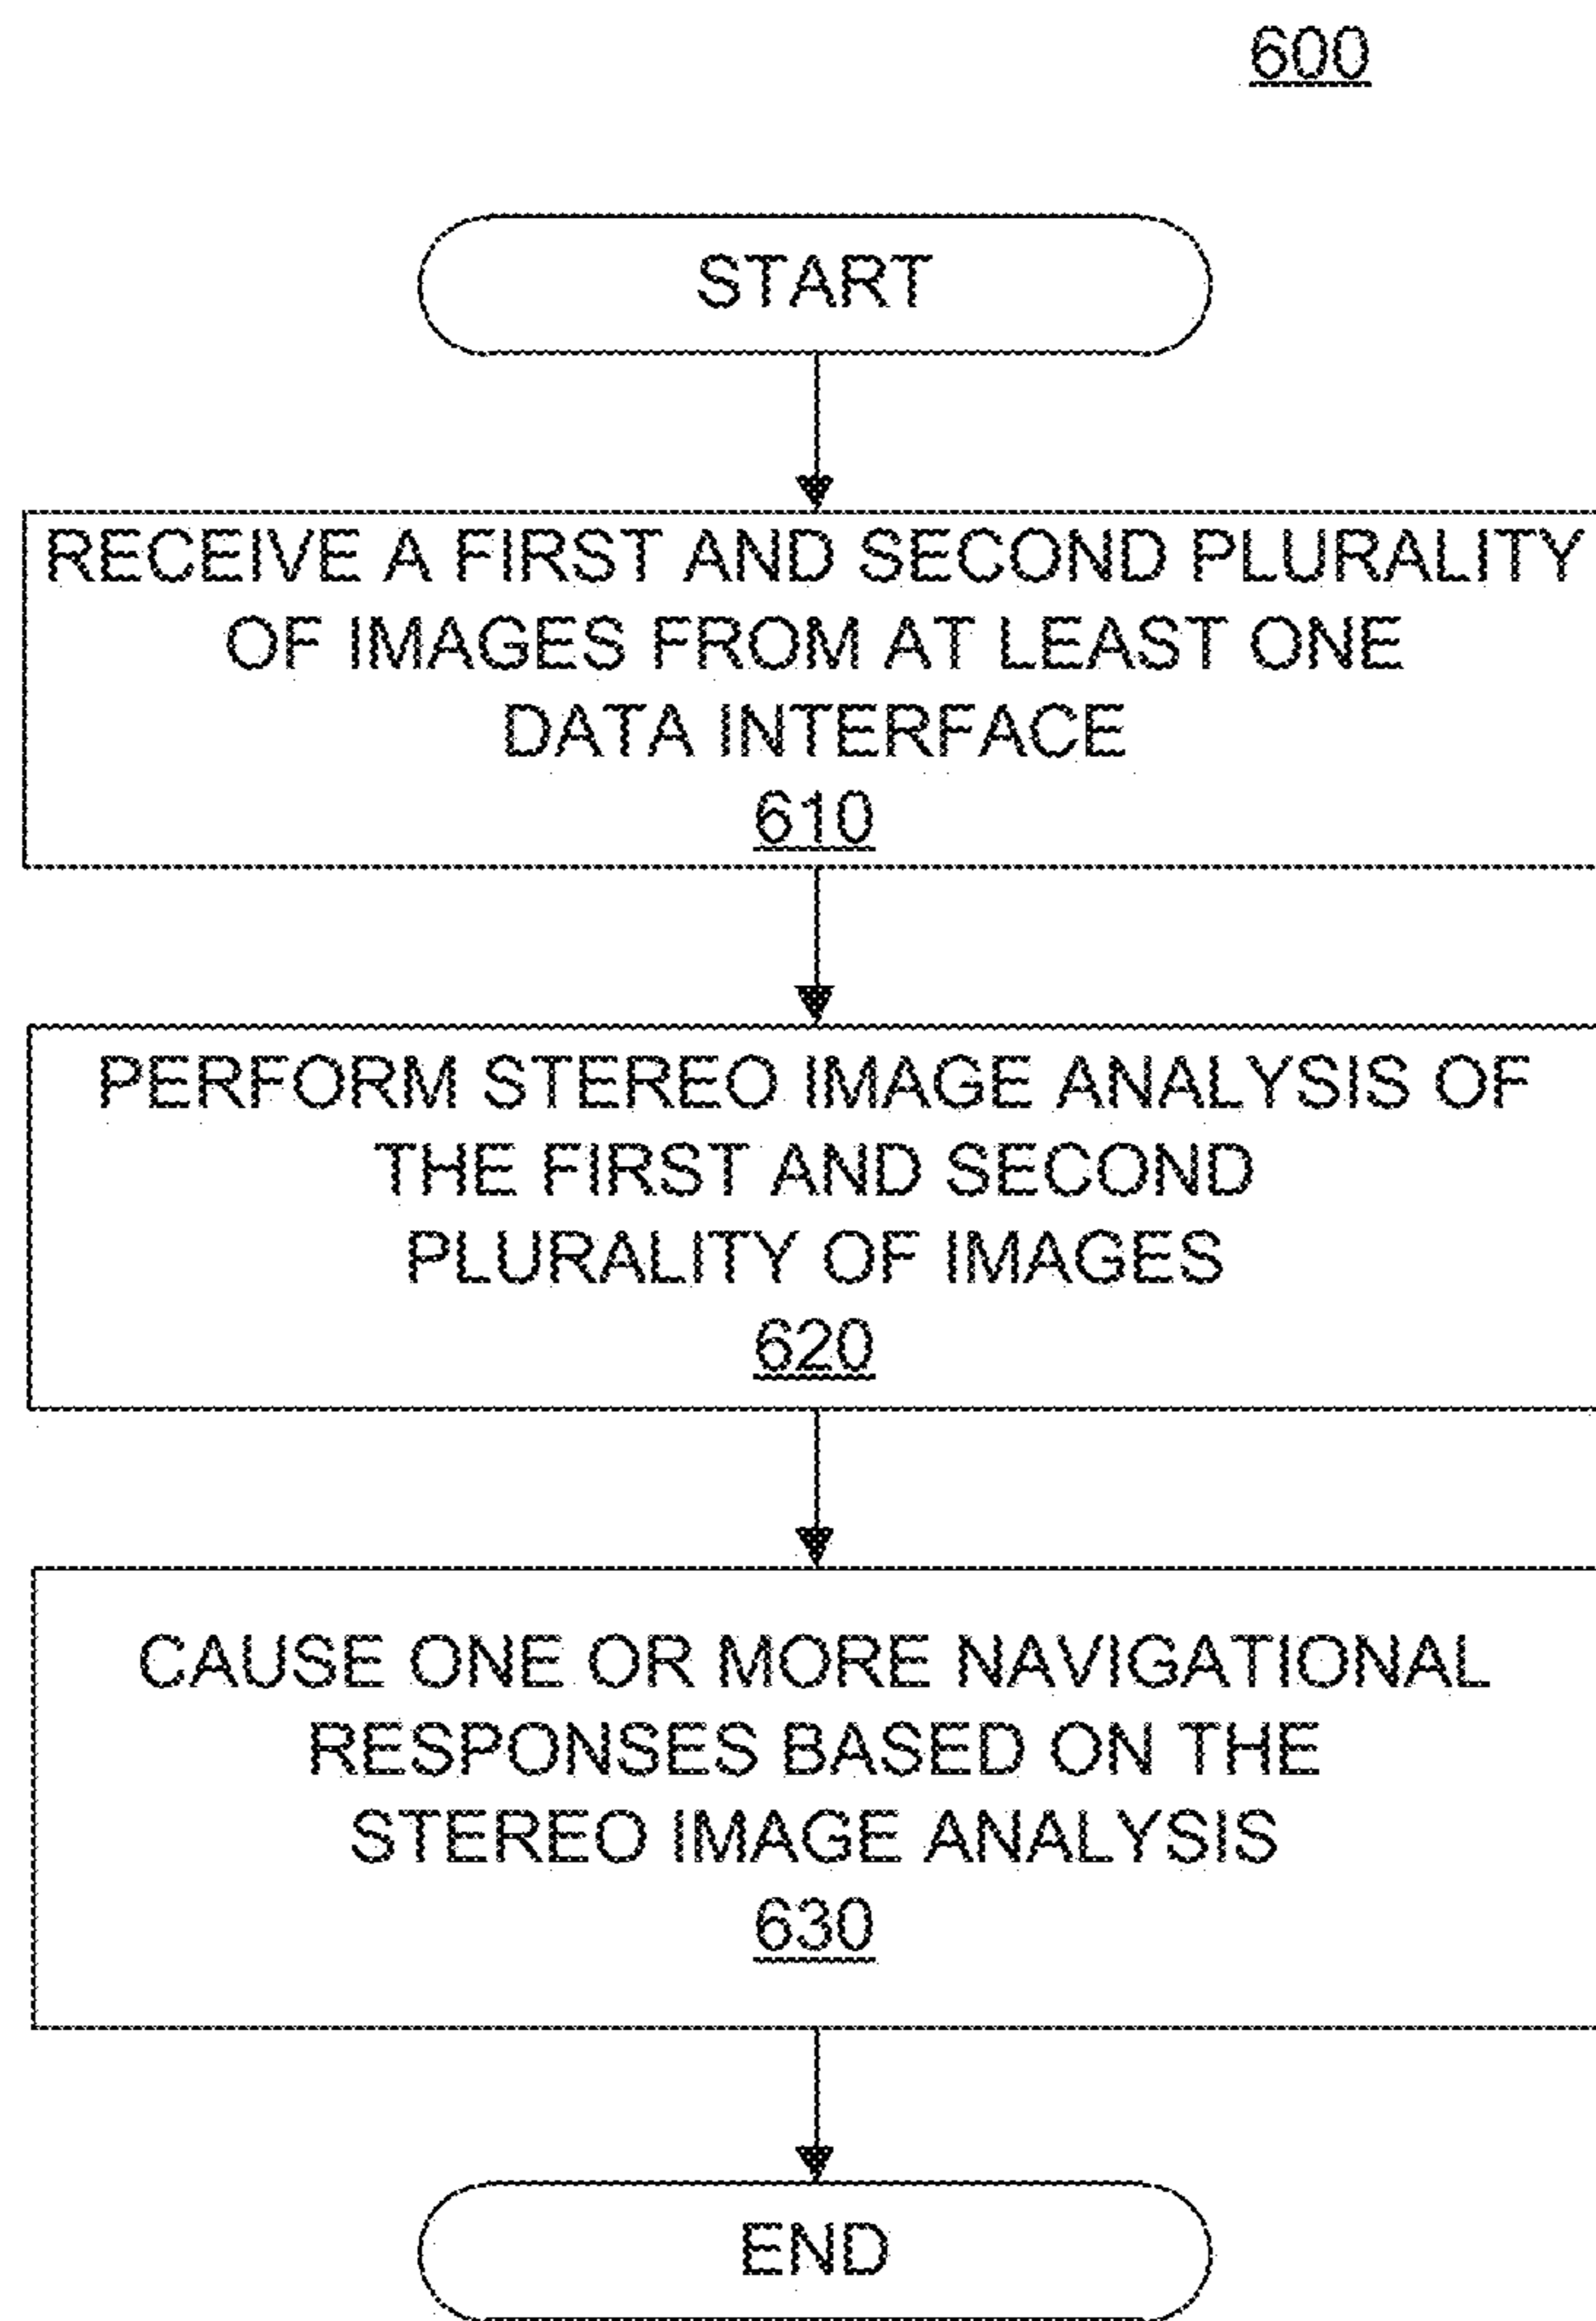 600
START
RECEIVE A FIRST AND SECOND PLURALITY
OF IMAGES FROM AT LEAST ONE
DATA INTERFACE
610
PERFORM STEREO IMAGE ANALYSIS OF
THE FIRST AND SECOND
PLURALITY OF IMAGES
620
CAUSE ONE OR MORE NAVIGATIONAL
RESPONSES BASED ON THE
STEREO IMAGE ANALYSIS
630
END